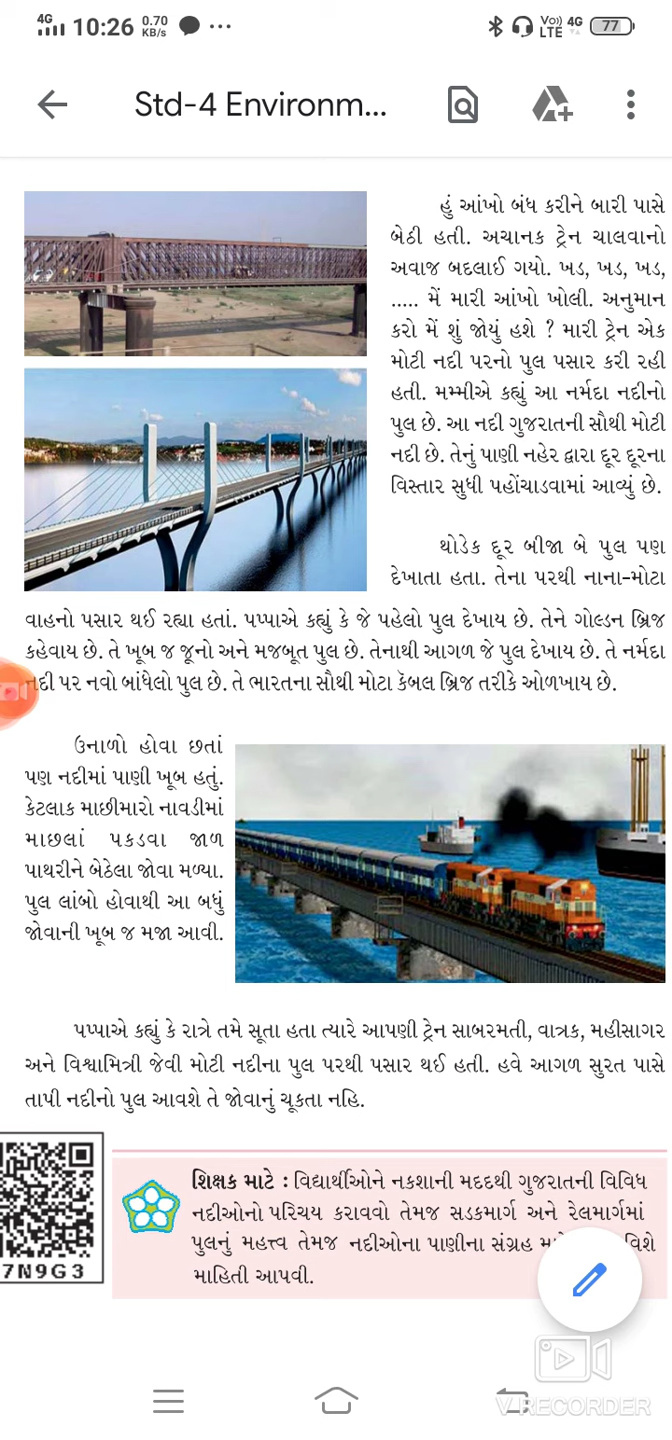 4G 10:26 0.70 KB/s ... Vo)) LTE 4G 77
Std-4 Environm...
હું આંખો બંધ કરીને બારી પાસે
બેઠી હતી. અચાનક ટ્રેન ચાલવાનો
અવાજ બદલાઈ ગયો. ખડ, ખડ, ખડ,
..... મેં મારી આંખો ખોલી. અનુમાન
કરો મેં શું જોયું હશે ? મારી ટ્રેન એક
મોટી નદી પરનો પુલ પસાર કરી રહી
હતી. મમ્મીએ કહ્યું આ નર્મદા નદીનો
પુલ છે. આ નદી ગુજરાતની સૌથી મોટી
નદી છે. તેનું પાણી નહેર દ્વારા દૂર દૂરના
વિસ્તાર સુધી પહોંચાડવામાં આવ્યું છે.
થોડેક દૂર બીજા બે પુલ પણ
દેખાતા હતા. તેના પરથી નાના-મોટા
વાહનો પસાર થઈ રહ્યા હતાં. પપ્પાએ કહ્યું કે જે પહેલો પુલ દેખાય છે. તેને ગોલ્ડન બ્રિજ
કહેવાય છે. તે ખૂબ જ જૂનો અને મજબૂત પુલ છે. તેનાથી આગળ જે પુલ દેખાય છે. તે નર્મદા
નદી પર નવો બાંધેલો પુલ છે. તે ભારતના સૌથી મોટા કેબલ બ્રિજ તરીકે ઓળખાય છે.
ઉનાળો હોવા છતાં
પણ નદીમાં પાણી ખૂબ હતું.
કેટલાક માછીમારો નાવડીમાં
માછલાં પકડવા જાળ
પાથરીને બેઠેલા જોવા મળ્યા.
પુલ લાંબો હોવાથી આ બધું
જોવાની ખૂબ જ મજા આવી.
પપ્પાએ કહ્યું કે રાત્રે તમે સૂતા હતા ત્યારે આપણી ટ્રેન સાબરમતી, વાત્રક, મહીસાગર
અને વિશ્વામિત્રી જેવી મોટી નદીના પુલ પરથી પસાર થઈ હતી. હવે આગળ સુરત પાસે
તાપી નદીનો પુલ આવશે તે જોવાનું ચૂકતા નહિ.
7N9G3
શિક્ષક માટે : વિદ્યાર્થીઓને નકશાની મદદથી ગુજરાતની વિવિધ
નદીઓનો પરિચય કરાવવો તેમજ સડકમાર્ગ અને રેલમાર્ગમાં
પુલનું મહત્ત્વ તેમજ નદીઓના પાણીના સંગ્રહ વિશે
માહિતી આપવી.
V RECORDER